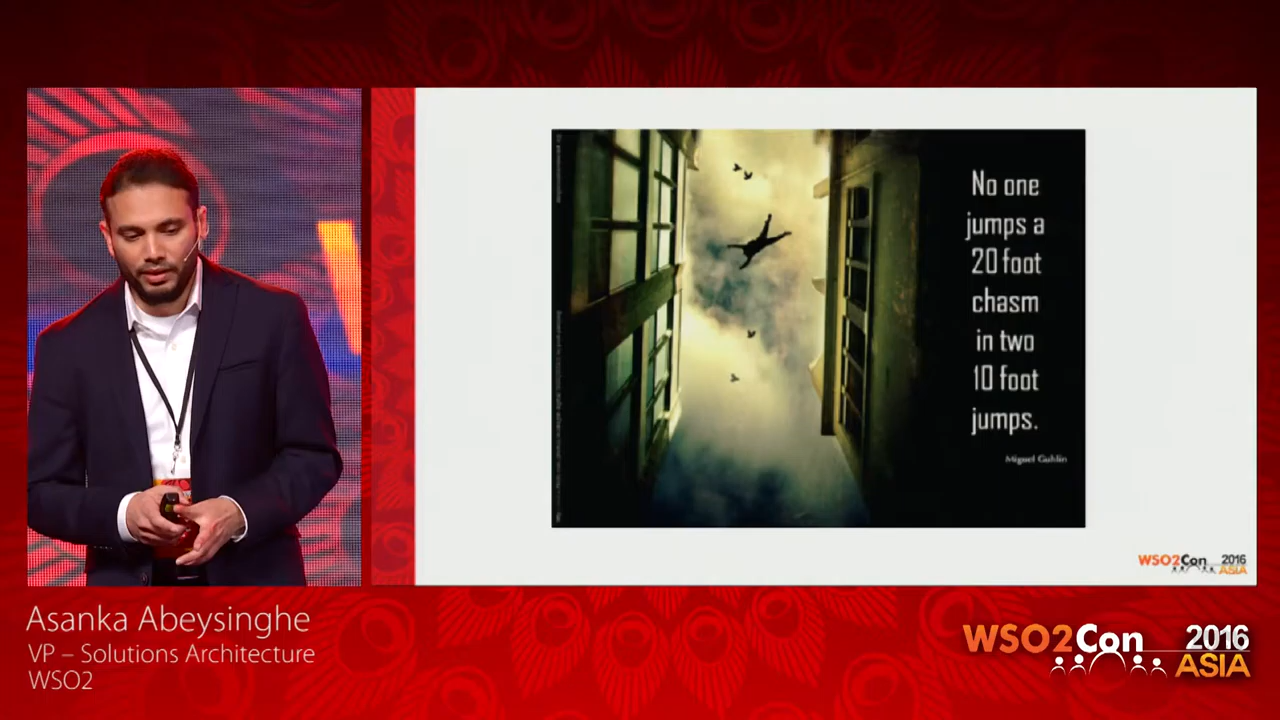 No one
jumps a
20 foot
chasm
in two
10 foot
jumps.
Miguel Guhlin
WSO2Con 2016
ASIA
Asanka Abeysinghe
VP – Solutions Architecture
WSO2
WSO2Con 2016
ASIA